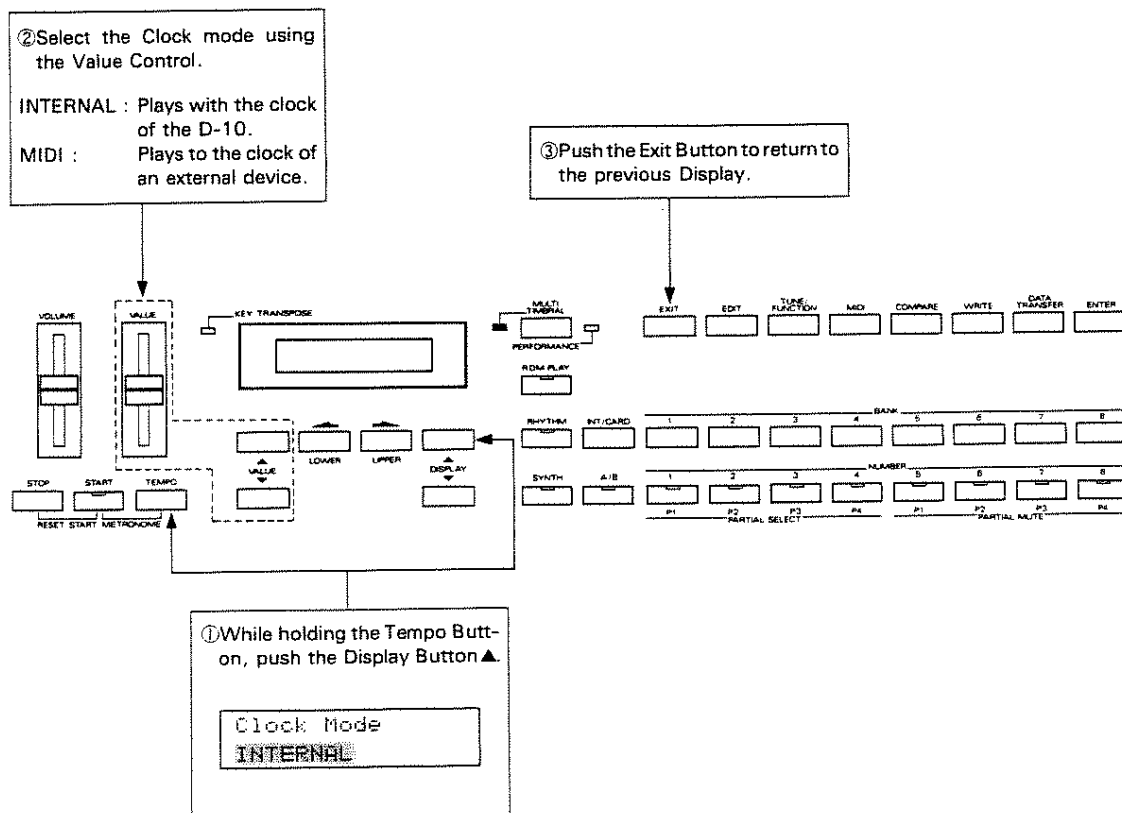 ②Select the Clock mode using
the Value Control.
INTERNAL : Plays with the clock
of the D-10.
MIDI : Plays to the clock of
an external device.
③Push the Exit Button to return to
the previous Display.
VOLUME
VALUE
KEY TRANSPOSE
MULTI
TIMBRAL
PERFORMANCE
EXIT
EDIT
TUNE/
FUNCTION
MIDI
COMPARE
WRITE
DATA
TRANSFER
ENTER
ROM PLAY
RHYTHM
INT/CARD
BANK
1 2 3 4 5 6 7 8
VALUE
LOWER
UPPER
DISPLAY
SYNTH
A/B
NUMBER
1 2 3 4 5 6 7 8
STOP
START
TEMPO
RESET START METRONOME
P1 P2 P3 P4 P1 P2 P3 P4
PARTIAL SELECT
PARTIAL MUTE
①While holding the Tempo Butt-
on, push the Display Button▲.
Clock Mode
INTERNAL